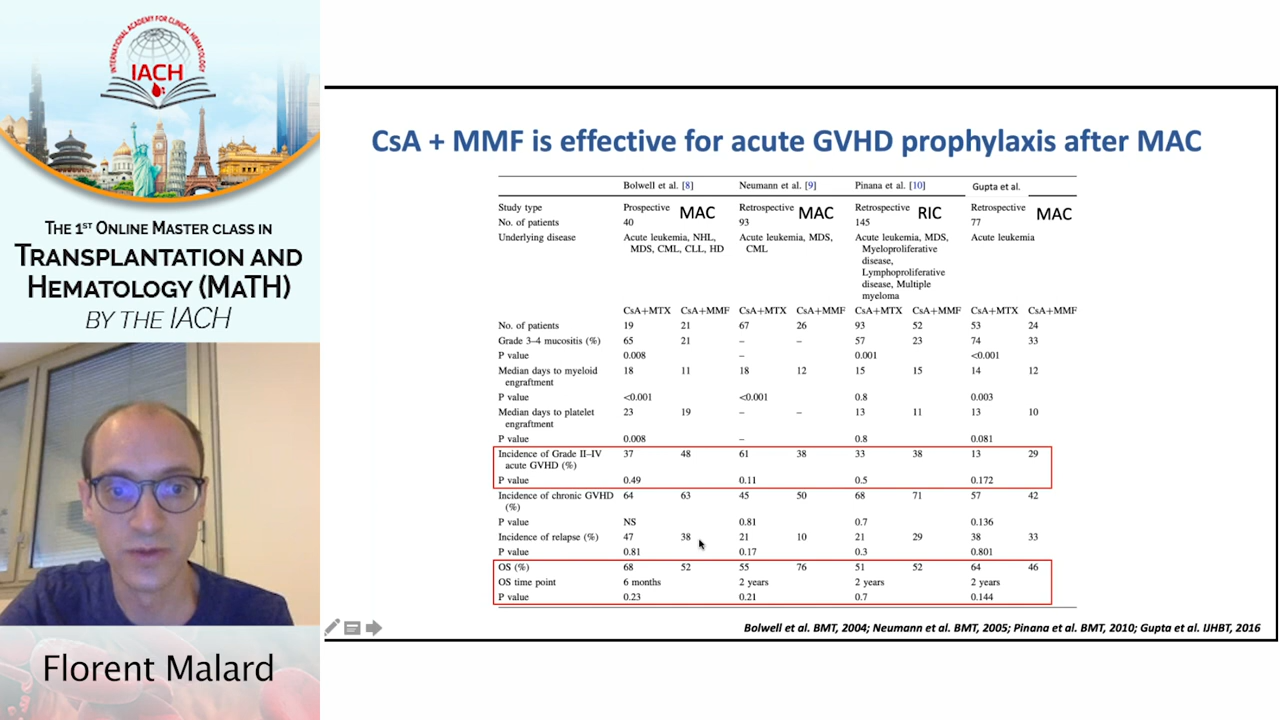 INTERNATIONAL ACADEMY FOR CLINICAL HEMATOLOGY
IACH
THE 1ST ONLINE MASTER CLASS IN
TRANSPLANTATION AND
HEMATOLOGY (MATH)
BY THE IACH
Florent Malard
CsA + MMF is effective for acute GVHD prophylaxis after MAC
Bolwell et al. [8] Neumann et al. [9] Pinana et al. [10] Gupta et al.
Study type Prospective MAC Retrospective MAC Retrospective RIC Retrospective MAC
No. of patients 40 93 145 77
Underlying disease Acute leukemia, NHL, Acute leukemia, MDS, Acute leukemia, MDS, Acute leukemia
MDS, CML, CLL, HD CML Myeloproliferative
disease,
Lymphoproliferative
disease, Multiple
myeloma
CsA+MTX CsA+MMF CsA+MTX CsA+MMF CsA+MTX CsA+MMF CsA+MTX CsA+MMF
No. of patients 19 21 67 26 93 52 53 24
Grade 3–4 mucositis (%) 65 21 – – 57 23 74 33
P value 0.008 – 0.001 <0.001
Median days to myeloid 18 11 18 12 15 15 14 12
engraftment
P value <0.001 <0.001 0.8 0.003
Median days to platelet 23 19 – – 13 11 13 10
engraftment
P value 0.008 – 0.8 0.081
Incidence of Grade II–IV 37 48 61 38 33 38 13 29
acute GVHD (%)
P value 0.49 0.11 0.5 0.172
Incidence of chronic GVHD 64 63 45 50 68 71 57 42
(%)
P value NS 0.81 0.7 0.136
Incidence of relapse (%) 47 38 21 10 21 29 38 33
P value 0.81 0.17 0.3 0.801
OS (%) 68 52 55 76 51 52 64 46
OS time point 6 months 2 years 2 years 2 years
P value 0.23 0.21 0.7 0.144
Bolwell et al. BMT, 2004; Neumann et al. BMT, 2005; Pinana et al. BMT, 2010; Gupta et al. IJHBT, 2016